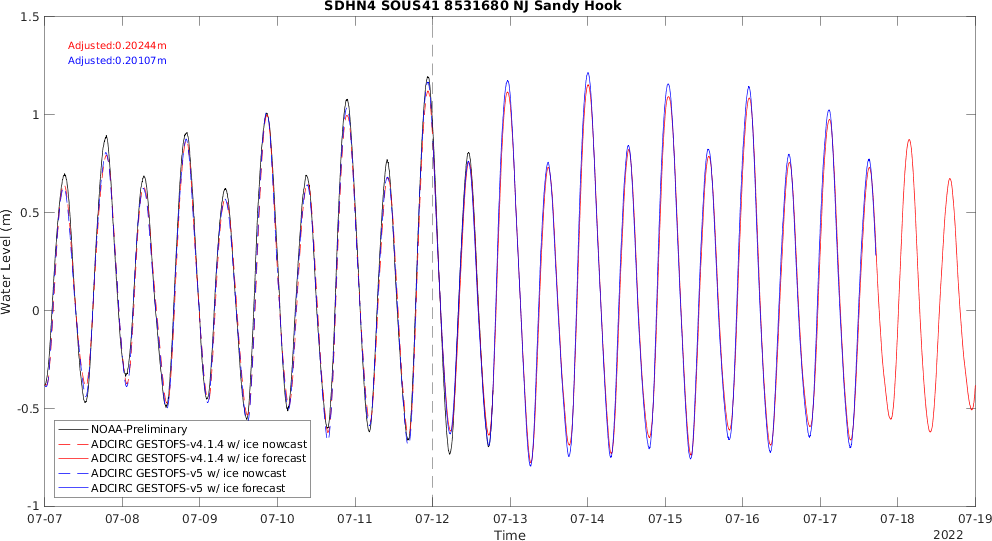 SDHN4 SOUS41 8531680 NJ Sandy Hook
Adjusted:0.20244m
Adjusted:0.20107m
1.5
1
0.5
0
-0.5
-1
Water Level (m)
NOAA-Preliminary
ADCIRC GESTOFS-v4.1.4 w/ ice nowcast
ADCIRC GESTOFS-v4.1.4 w/ ice forecast
ADCIRC GESTOFS-v5 w/ ice nowcast
ADCIRC GESTOFS-v5 w/ ice forecast
07-07 07-08 07-09 07-10 07-11 07-12 07-13 07-14 07-15 07-16 07-17 07-18 07-19
Time
2022